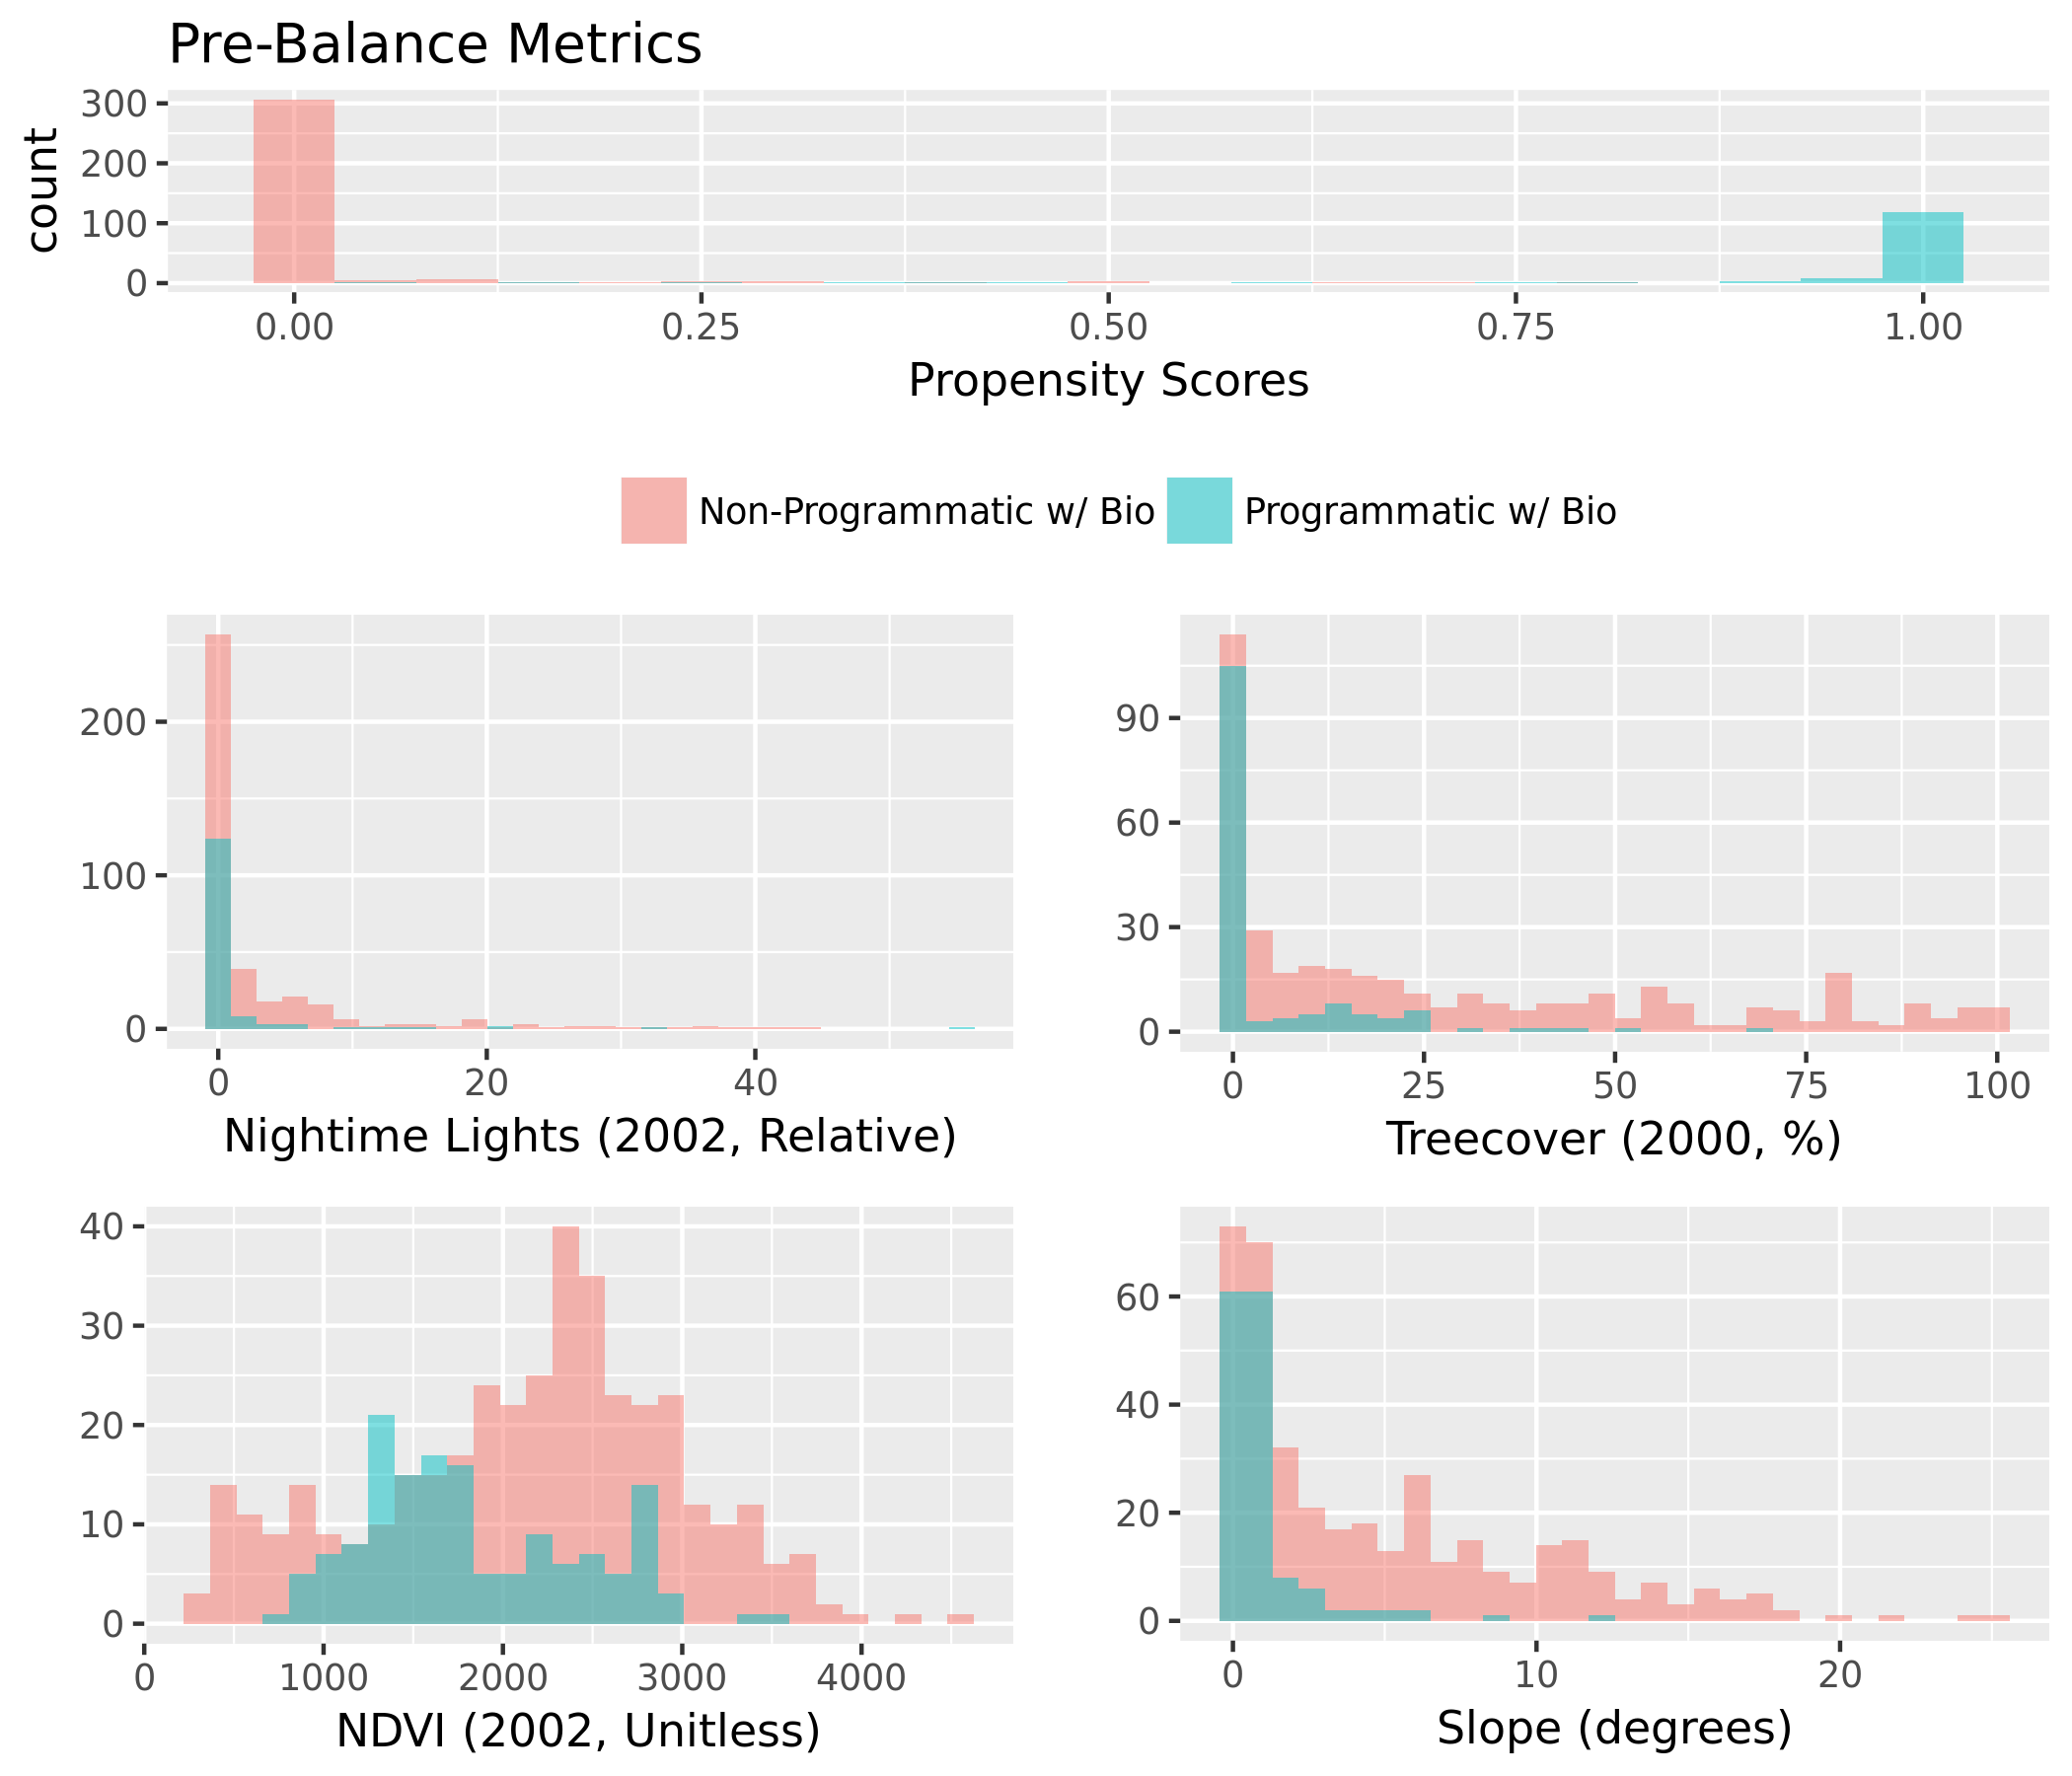 Pre-Balance Metrics
300
200
100
0
count
0.00 0.25 0.50 0.75 1.00
Propensity Scores
Non-Programmatic w/ Bio Programmatic w/ Bio
200
100
0
0 20 40
Nightime Lights (2002, Relative)
90
60
30
0
0 25 50 75 100
Treecover (2000, %)
40
30
20
10
0
0 1000 2000 3000 4000
NDVI (2002, Unitless)
60
40
20
0
0 10 20
Slope (degrees)